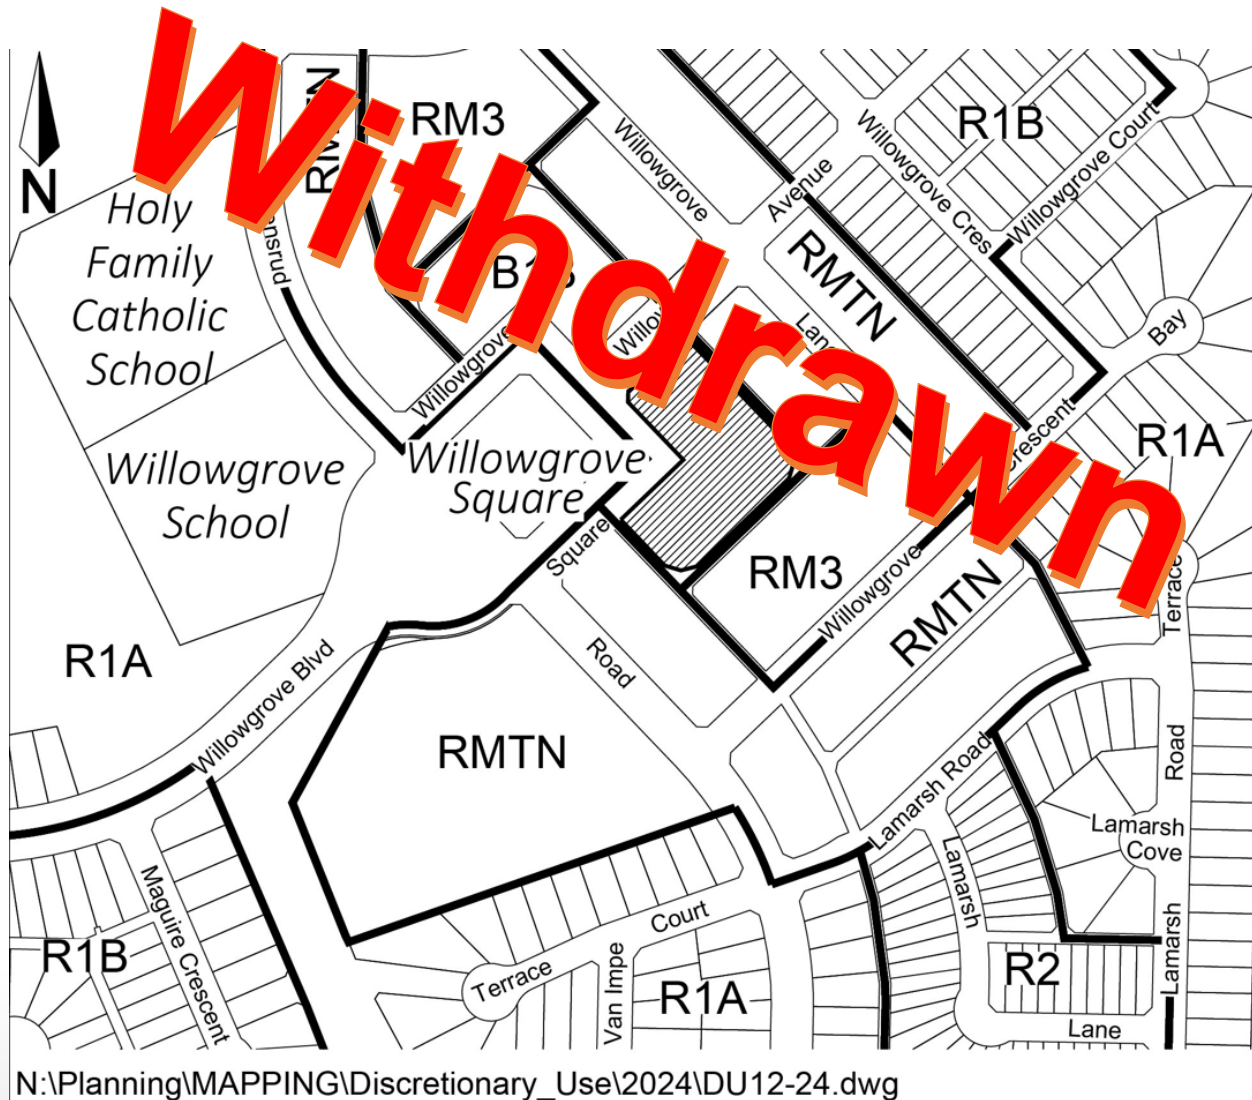 Withdrawn
N
RM3
R1B
Willowgrove
Avenue
Willowgrove Cres
Willowgrove Court
Holy
Family
Catholic
School
RMTN
Bay
Willowgrove
R1A
Crescent
Willowgrove
School
Willowgrove
Square
Square
RM3
Willowgrove
RMTN
Terrace
R1A
Road
Willowgrove Blvd
RMTN
Road
Lamarsh Road
Lamarsh
Cove
Lamarsh
Maguire Crescent
Court
Terrace
Van Impe
R1B
R1A
R2
Lamarsh
Lane
N:\Planning\MAPPING\Discretionary_Use\2024\DU12-24.dwg